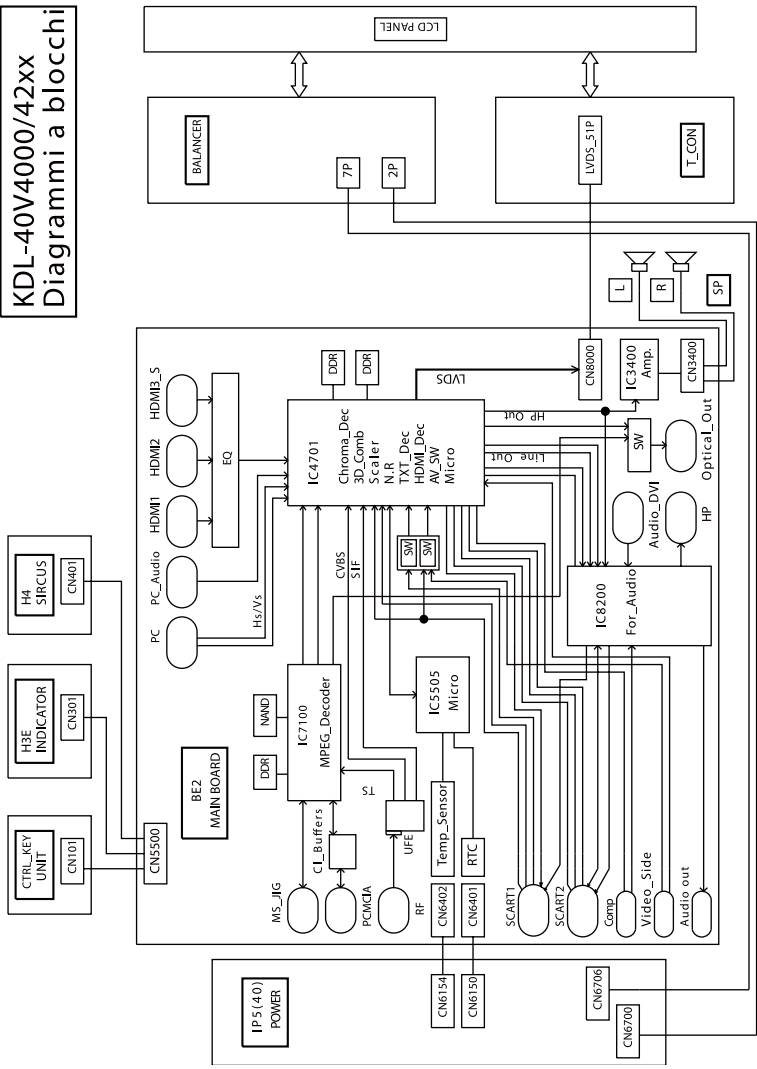 KDL-40V4000/42xx
Diagrammi a blocchi
LCD PANEL
BALANCER
7P
2P
LVDS_51P
T_CON
L
R
SP
HDMI3_S
HDMI2
HDMI1
PC_Audio
PC
EQ
Hs/Vs
DDR
DDR
LVDS
CN8000
IC3400
Amp.
CN3400
IC4701
Chroma_Dec
3D_Comb
Scaler
N.R
TXT_Dec
HDMI_Dec
AV_SW
Micro
HP Out
Line Out
SW
Optical_Out
Audio_DVI
HP
CVBS
SIF
SW
SW
IC8200
For_Audio
H4
SIRCUS
CN401
H3E
INDICATOR
CN301
CTRL_KEY
UNIT
CN101
CN5500
BE2
MAIN BOARD
NAND
DDR
IC7100
MPEG_Decoder
IC5505
Micro
TS
CI_Buffers
UFE
Temp_Sensor
RTC
MS_JIG
PCMCIA
RF
CN6402
CN6401
SCART1
SCART2
Comp
Video_Side
Audio out
IP5(40)
POWER
CN6154
CN6150
CN6706
CN6700